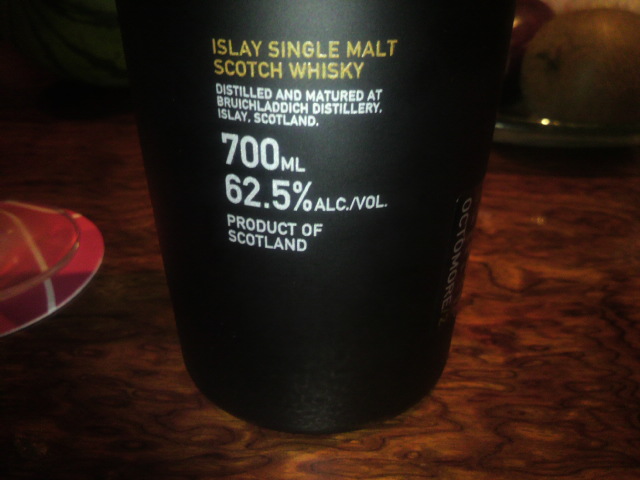 ISLAY SINGLE MALT
SCOTCH WHISKY
DISTILLED AND MATURED AT
BRUICHLADDICH DISTILLERY,
ISLAY, SCOTLAND.
700ML
62.5% ALC./VOL.
PRODUCT OF
SCOTLAND
OCTOMORE